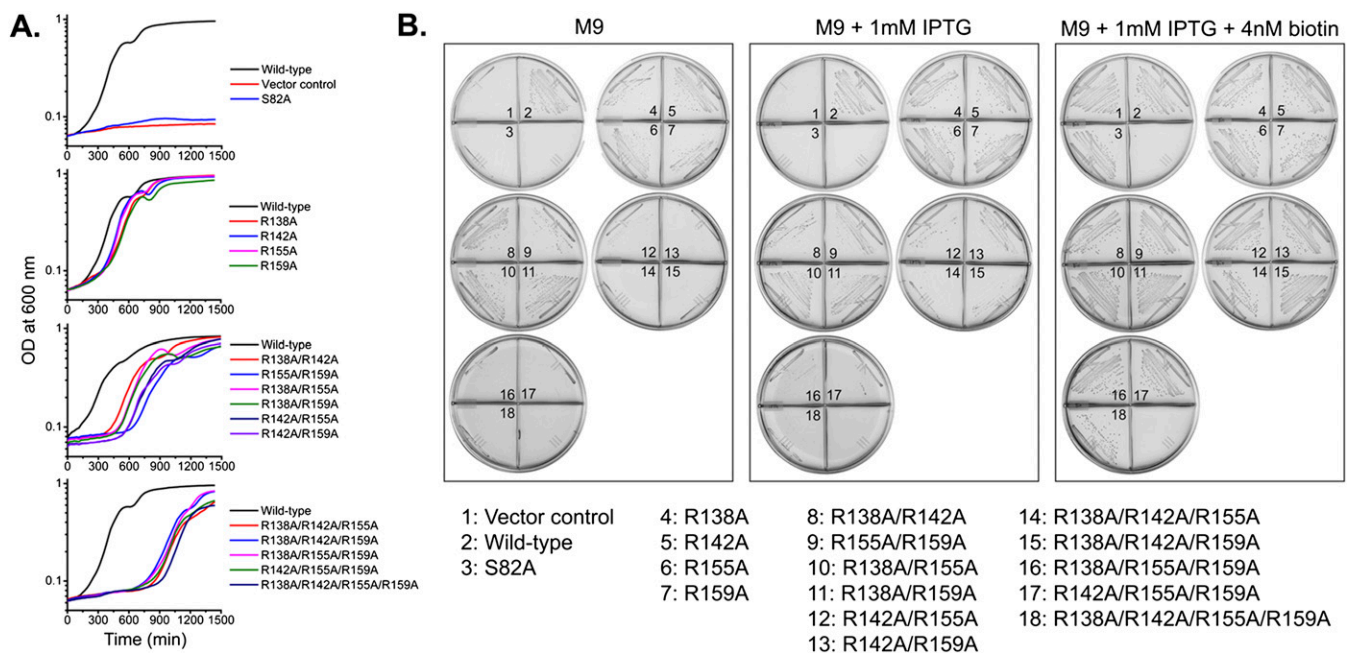 A.
OD at 600 nm
1
0.1
0 300 600 900 1200 1500
Wild-type
Vector control
S82A
1
0.1
0 300 600 900 1200 1500
Wild-type
R138A
R142A
R155A
R159A
1
0.1
0 300 600 900 1200 1500
Wild-type
R138A/R142A
R155A/R159A
R138A/R155A
R138A/R159A
R142A/R155A
R142A/R159A
1
0.1
0 300 600 900 1200 1500
Wild-type
R138A/R142A/R155A
R138A/R142A/R159A
R138A/R155A/R159A
R142A/R155A/R159A
R138A/R142A/R155A/R159A
Time (min)
B.
M9
1 2
3
4 5
6 7
8 9
10 11
12 13
14 15
16 17
18
M9 + 1mM IPTG
1 2
3
4 5
6 7
8 9
10 11
12 13
14 15
16 17
18
M9 + 1mM IPTG + 4nM biotin
1 2
3
4 5
6 7
8 9
10 11
12 13
14 15
16 17
18
1: Vector control
2: Wild-type
3: S82A
4: R138A
5: R142A
6: R155A
7: R159A
8: R138A/R142A
9: R155A/R159A
10: R138A/R155A
11: R138A/R159A
12: R142A/R155A
13: R142A/R159A
14: R138A/R142A/R155A
15: R138A/R142A/R159A
16: R138A/R155A/R159A
17: R142A/R155A/R159A
18: R138A/R142A/R155A/R159A